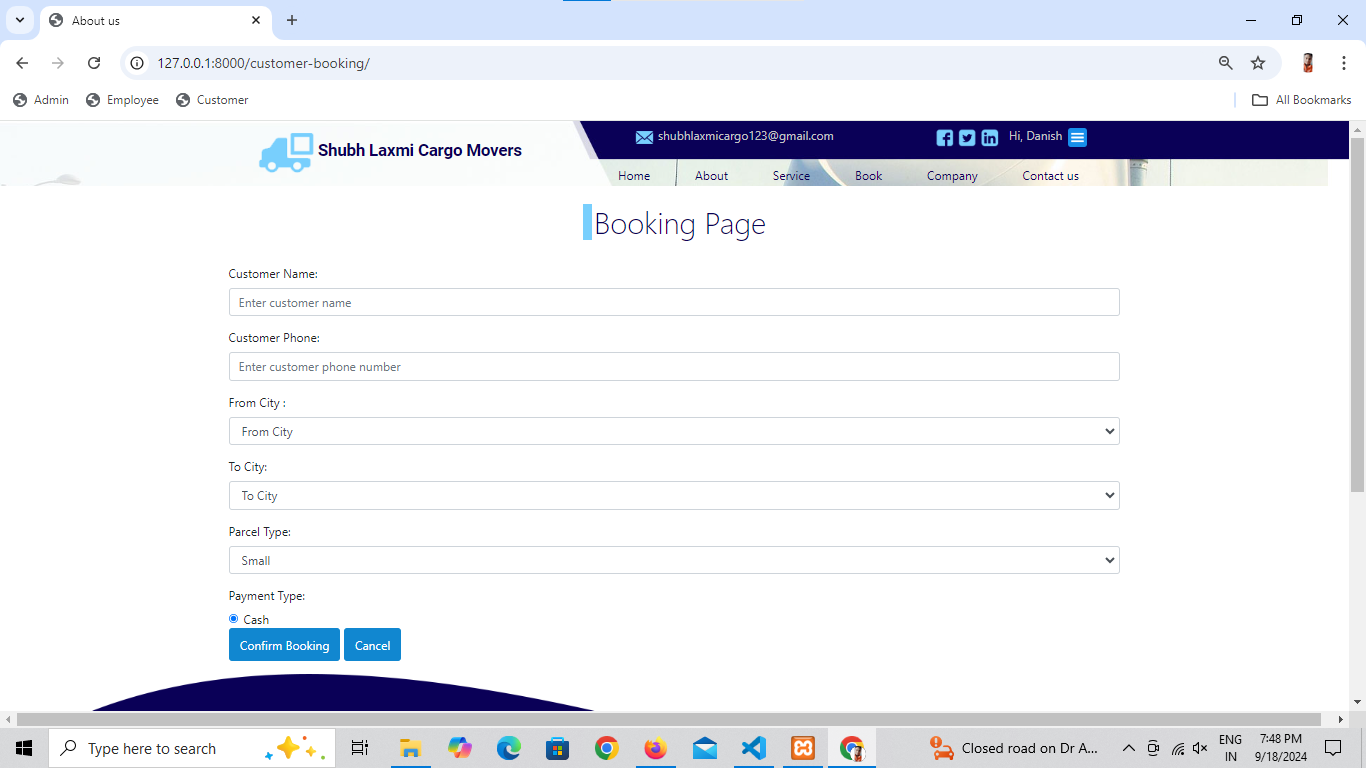 About us
127.0.0.1:8000/customer-booking/
Admin Employee Customer All Bookmarks
Shubh Laxmi Cargo Movers
shubhlaxmicargo123@gmail.com Hi, Danish
Home About Service Book Company Contact us
Booking Page
Customer Name:
Enter customer name
Customer Phone:
Enter customer phone number
From City :
From City
To City:
To City
Parcel Type:
Small
Payment Type:
Cash
Confirm Booking Cancel
Type here to search
Closed road on Dr A...
ENG
IN
7:48 PM
9/18/2024